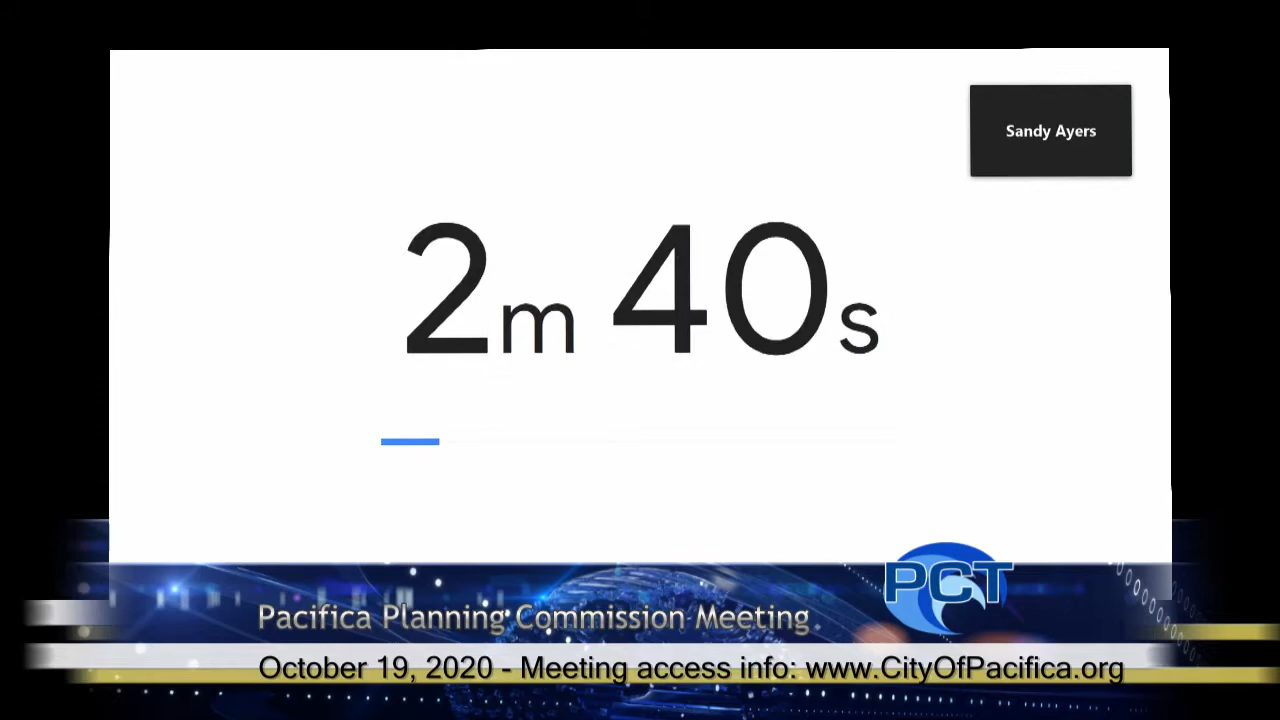 Sandy Ayers
2m 40s
PCT
Pacifica Planning Commission Meeting
October 19, 2020 - Meeting access info: www.CityOfPacifica.org